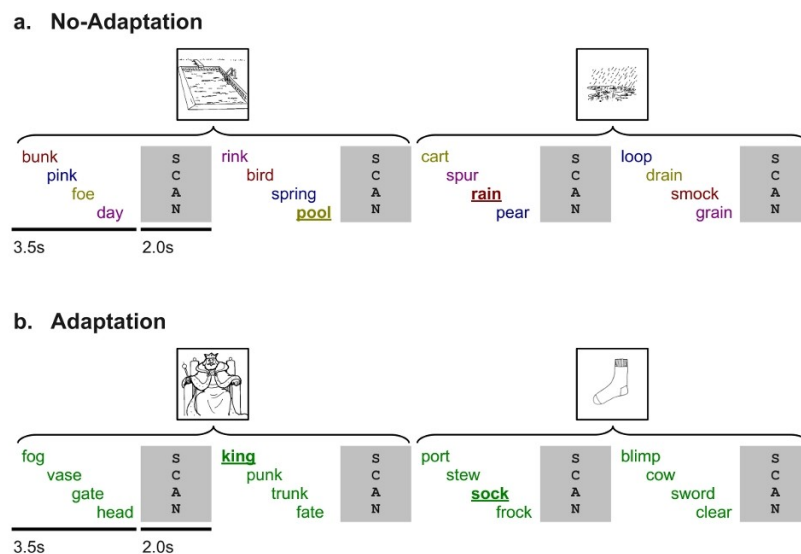 a. No-Adaptation
bunk
pink
foe
day
S
C
A
N
rink
bird
spring
pool
S
C
A
N
cart
spur
rain
pear
S
C
A
N
loop
drain
smock
grain
S
C
A
N
3.5s
2.0s
b. Adaptation
fog
vase
gate
head
S
C
A
N
king
punk
trunk
fate
S
C
A
N
port
stew
sock
frock
S
C
A
N
blimp
cow
sword
clear
S
C
A
N
3.5s
2.0s